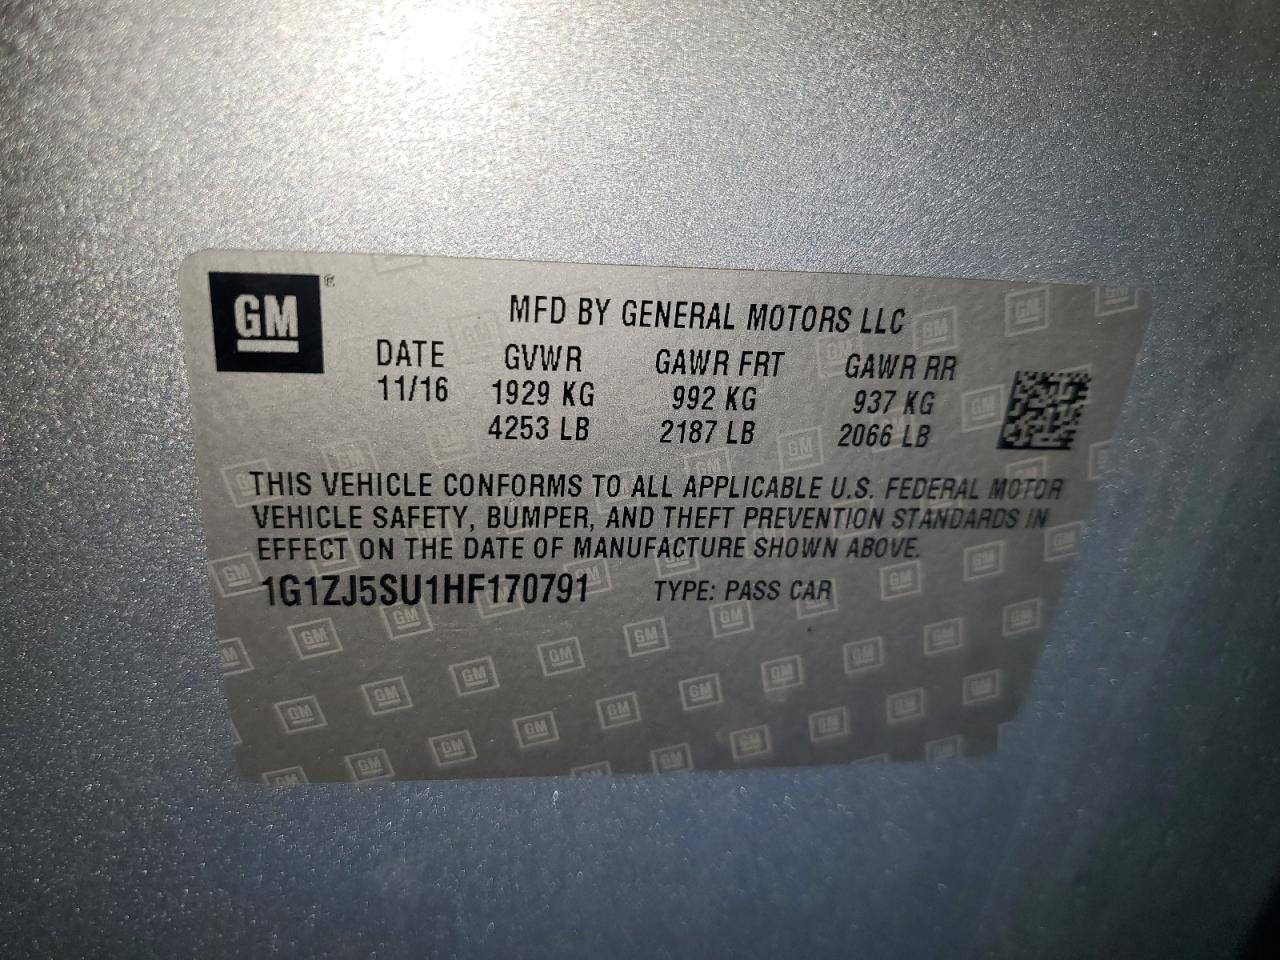 GM®
MFD BY GENERAL MOTORS LLC
DATE GVWR GAWR FRT GAWR RR
11/16 1929 KG 992 KG 937 KG
4253 LB 2187 LB 2066 LB
THIS VEHICLE CONFORMS TO ALL APPLICABLE U.S. FEDERAL MOTOR
VEHICLE SAFETY, BUMPER, AND THEFT PREVENTION STANDARDS IN
EFFECT ON THE DATE OF MANUFACTURE SHOWN ABOVE.
1G1ZJ5SU1HF170791 TYPE: PASS CAR